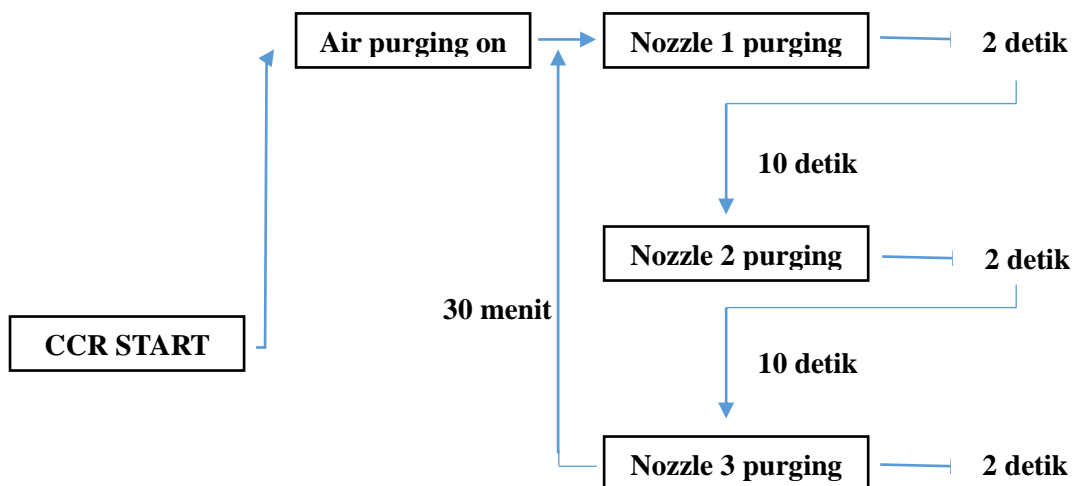 Air purging on
Nozzle 1 purging
2 detik
10 detik
Nozzle 2 purging
2 detik
30 menit
CCR START
10 detik
Nozzle 3 purging
2 detik